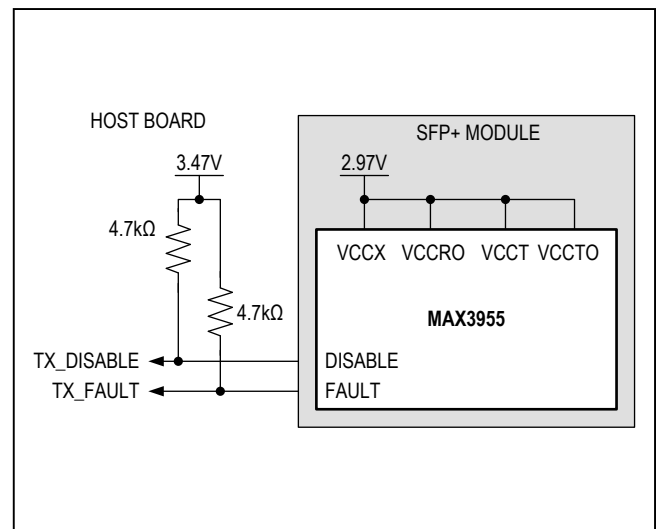 HOST BOARD
SFP+ MODULE
3.47V
2.97V
4.7kΩ
VCCX VCCRO VCCT VCCTO
4.7kΩ
MAX3955
TX_DISABLE
DISABLE
TX_FAULT
FAULT